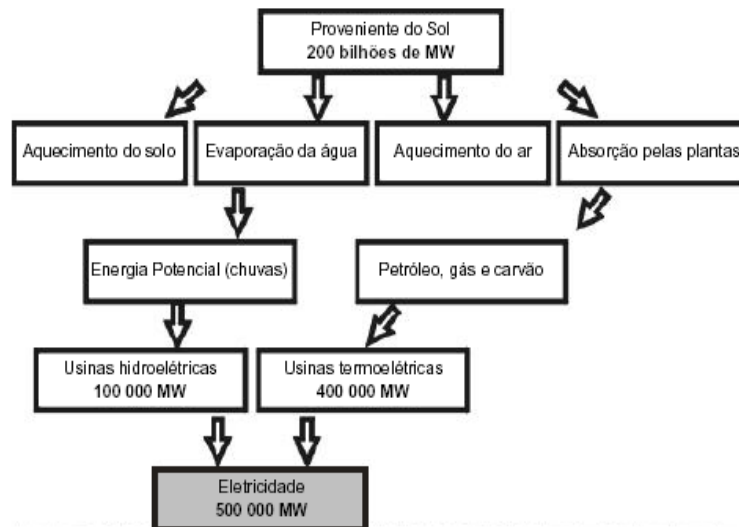 Proveniente do Sol
200 bilhões de MW
Aquecimento do solo
Evaporação da água
Aquecimento do ar
Absorção pelas plantas
Energia Potencial (chuvas)
Petróleo, gás e carvão
Usinas hidroelétricas
100 000 MW
Usinas termoelétricas
400 000 MW
Eletricidade
500 000 MW